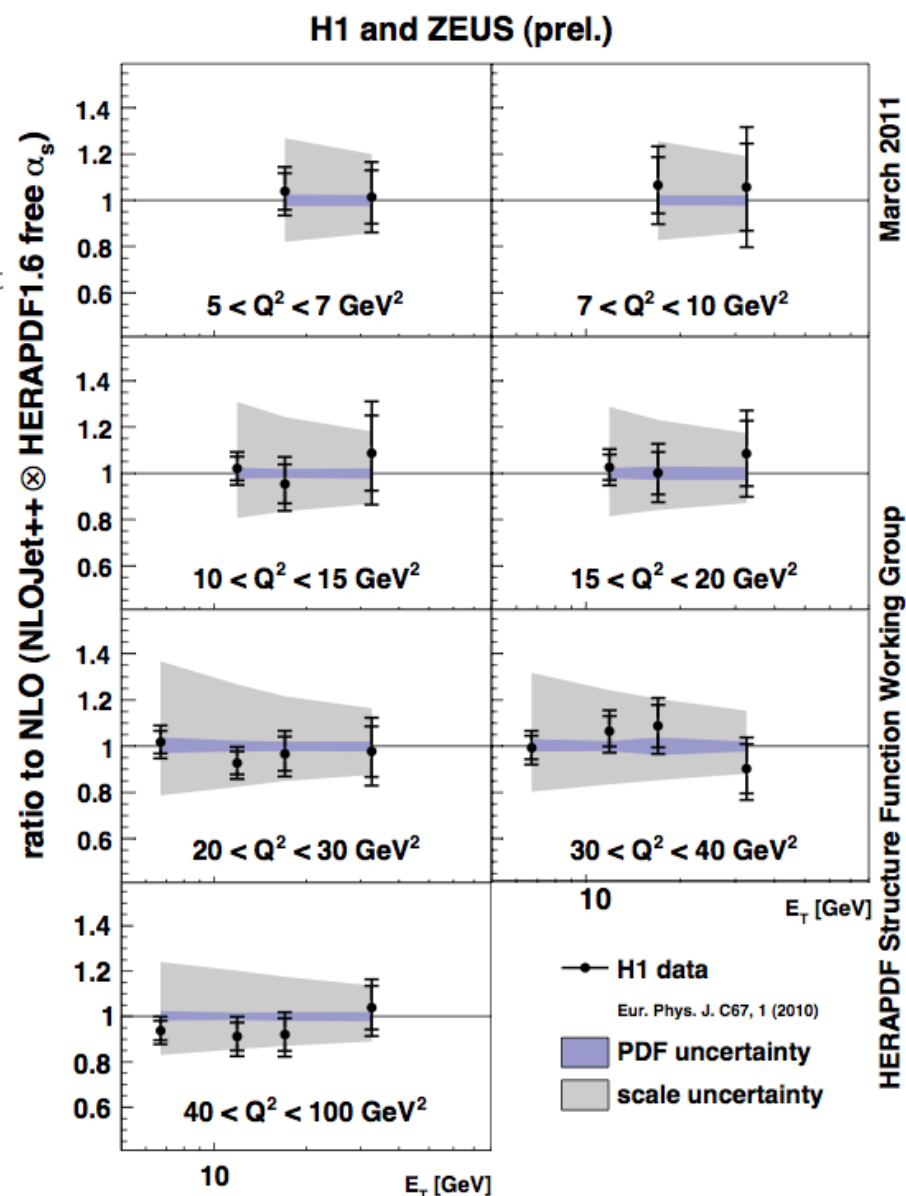 H1 and ZEUS (prel.)
ratio to NLO (NLOJet++ ⊗ HERAPDF1.6 free αs)
March 2011
HERAPDF Structure Function Working Group
1.4
1.2
1
0.8
0.6
5 < Q² < 7 GeV²
7 < Q² < 10 GeV²
1.4
1.2
1
0.8
0.6
10 < Q² < 15 GeV²
15 < Q² < 20 GeV²
1.4
1.2
1
0.8
0.6
20 < Q² < 30 GeV²
30 < Q² < 40 GeV²
10
E_T [GeV]
1.4
1.2
1
0.8
0.6
40 < Q² < 100 GeV²
10
E_T [GeV]
H1 data
Eur. Phys. J. C67, 1 (2010)
PDF uncertainty
scale uncertainty